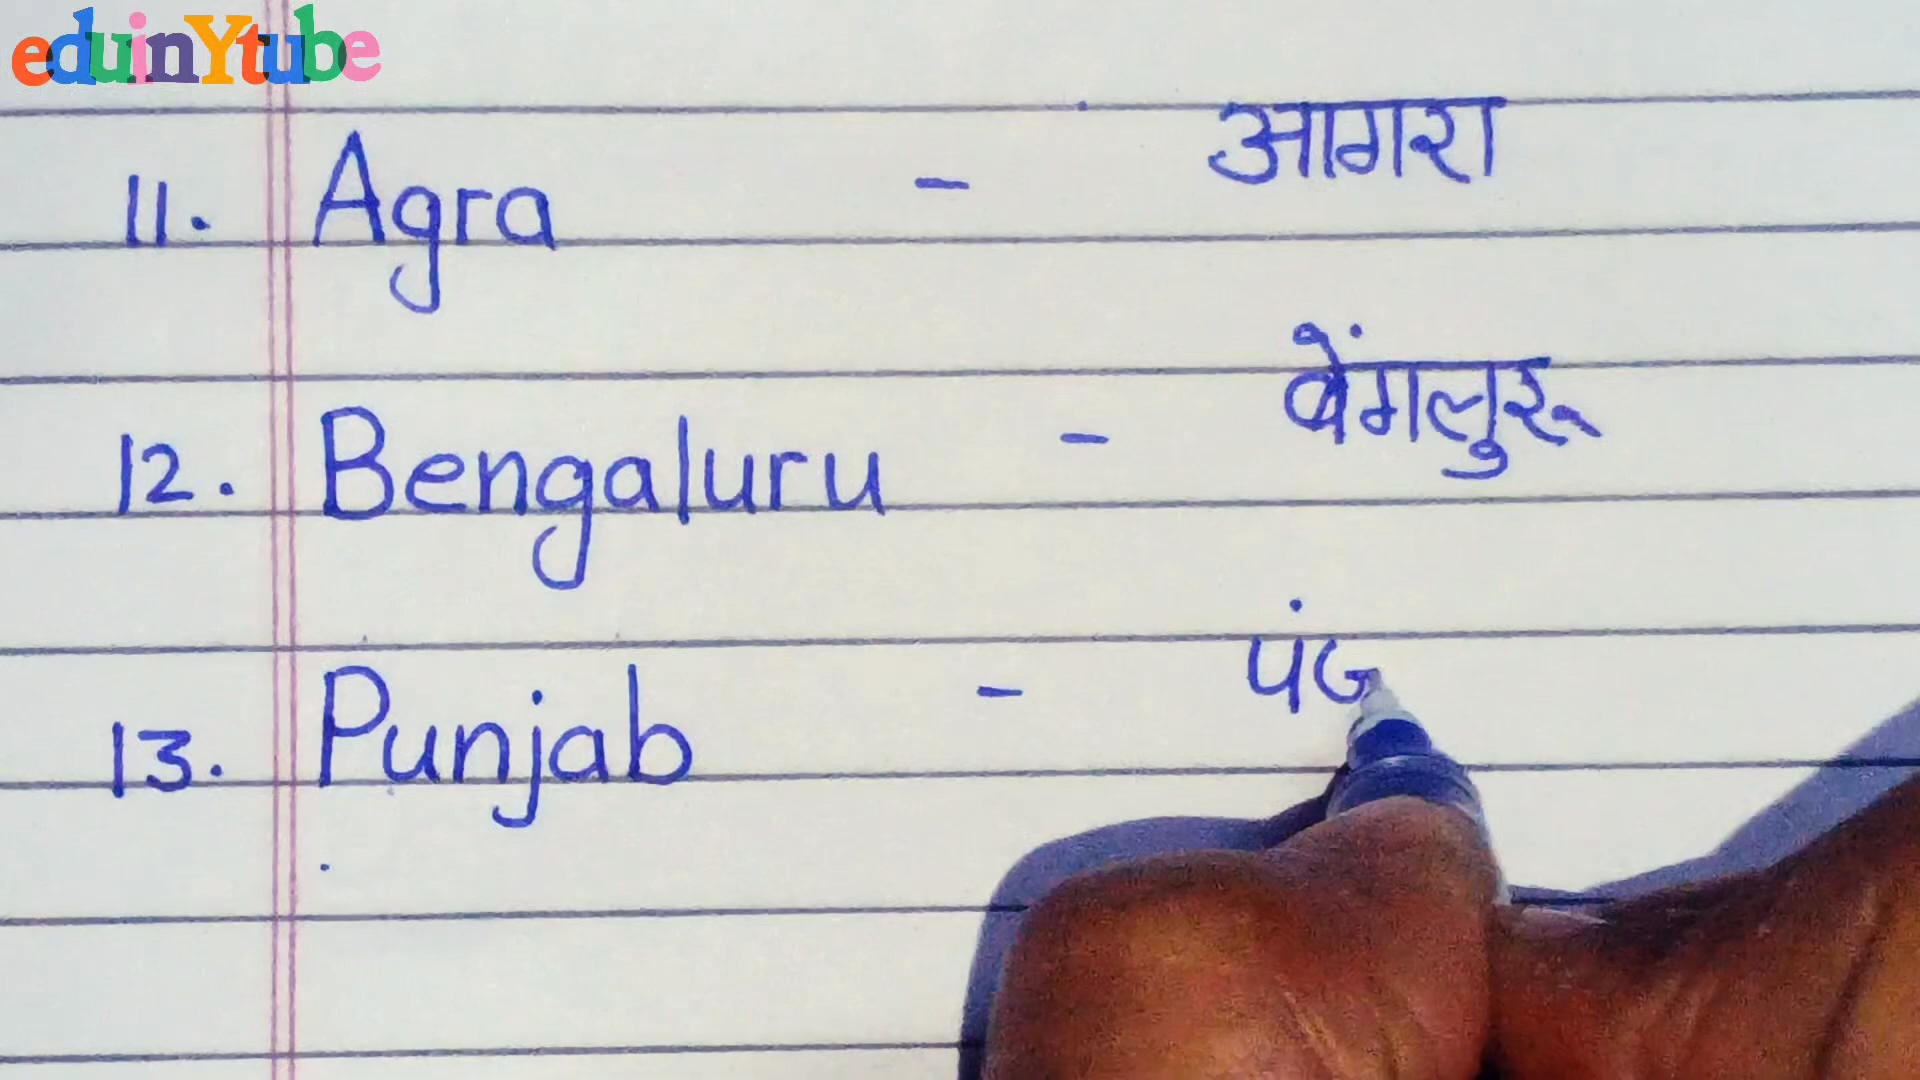 eduinYtube
11. Agra - आगरा
12. Bengaluru - बेंगलुरू
13. Punjab - पं